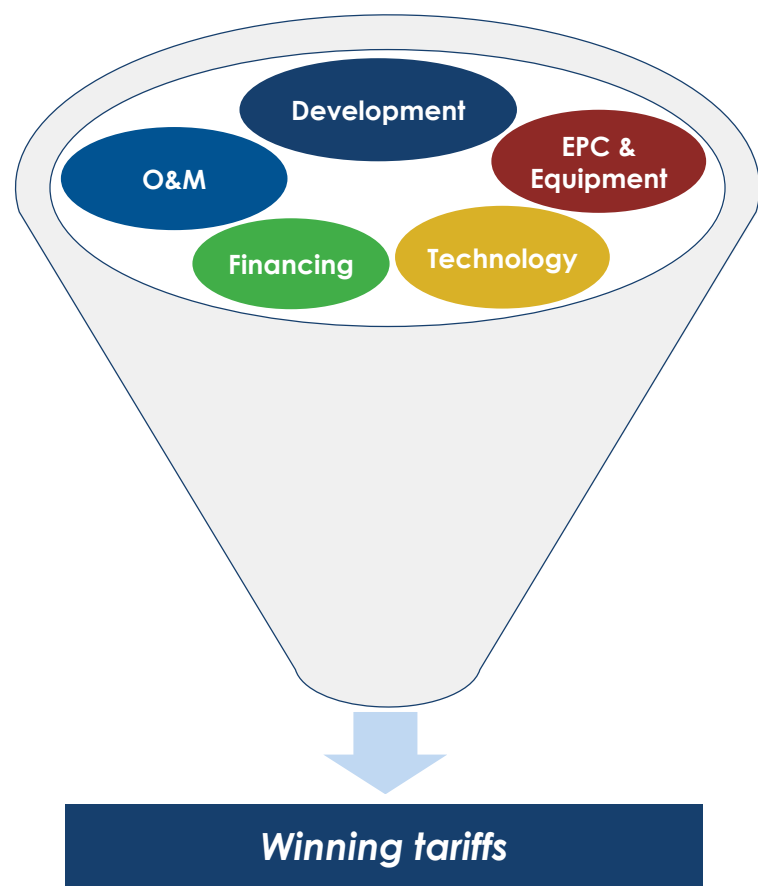 Development
EPC &
Equipment
O&M
Financing
Technology
Winning tariffs